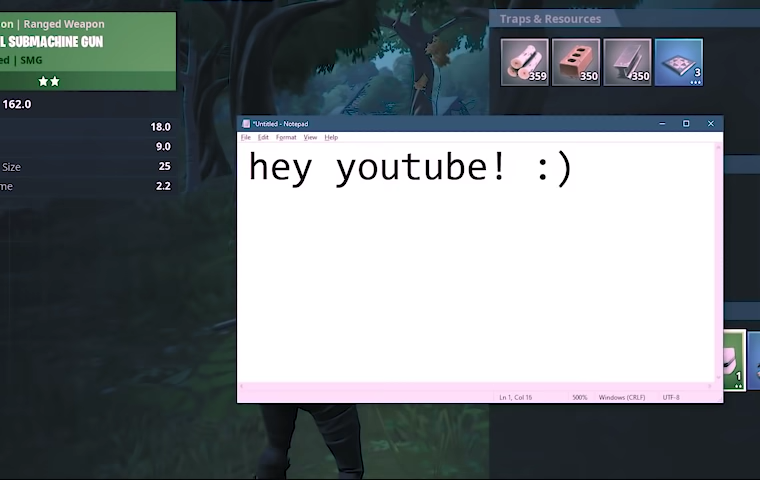 on | Ranged Weapon
L SUBMACHINE GUN
ed | SMG
162.0
18.0
9.0
Size 25
me 2.2
Traps & Resources
359
350
350
3
*Untitled - Notepad
File Edit Format View Help
hey youtube! :)
Ln 1, Col 16 500% Windows (CRLF) UTF-8
1